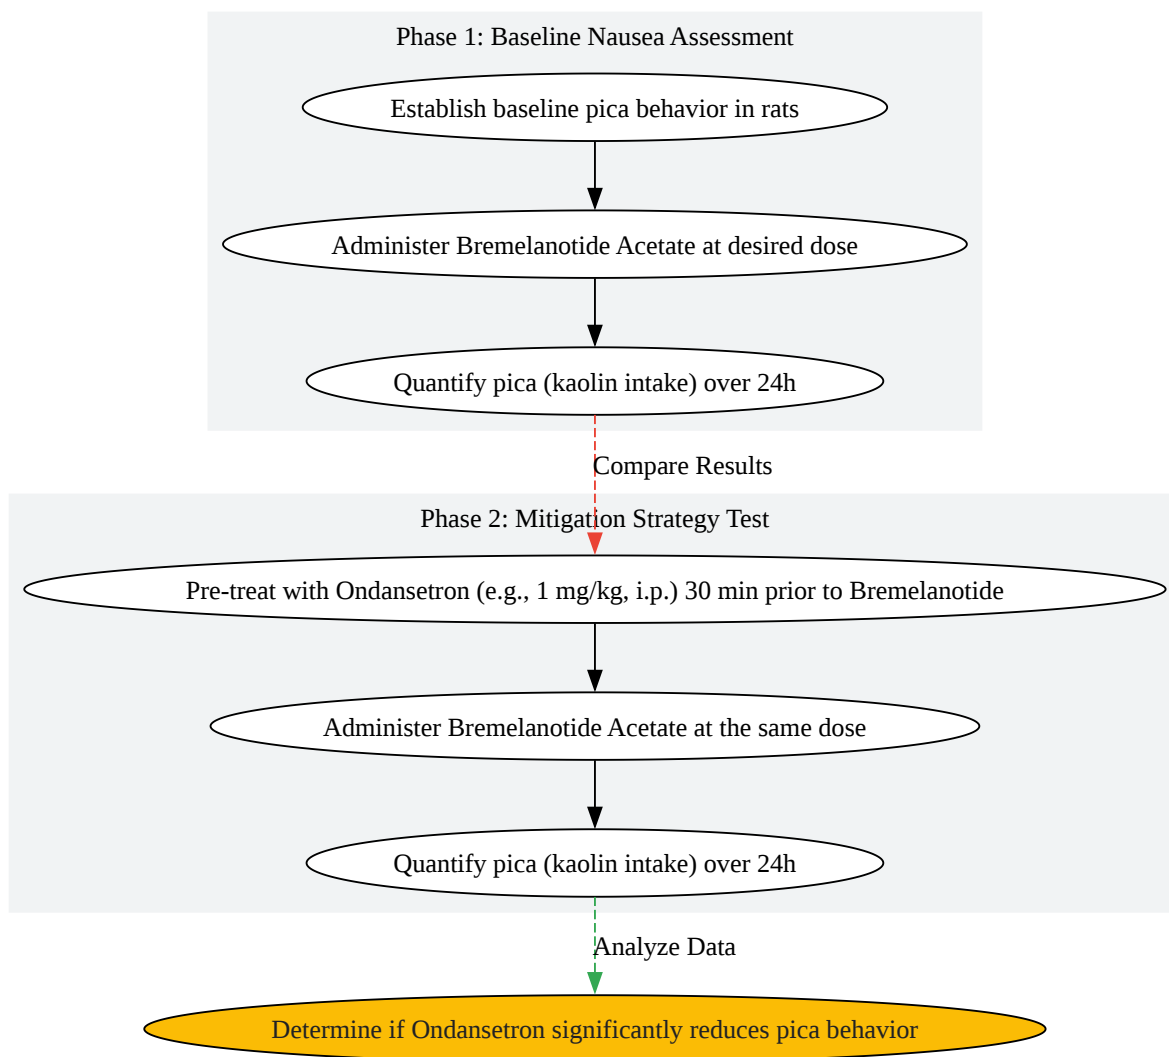 Phase 1: Baseline Nausea Assessment
Establish baseline pica behavior in rats
Administer Bremelanotide Acetate at desired dose
Quantify pica (kaolin intake) over 24h
Compare Results
Phase 2: Mitigation Strategy Test
Pre-treat with Ondansetron (e.g., 1 mg/kg, i.p.) 30 min prior to Bremelanotide
Administer Bremelanotide Acetate at the same dose
Quantify pica (kaolin intake) over 24h
Analyze Data
Determine if Ondansetron significantly reduces pica behavior